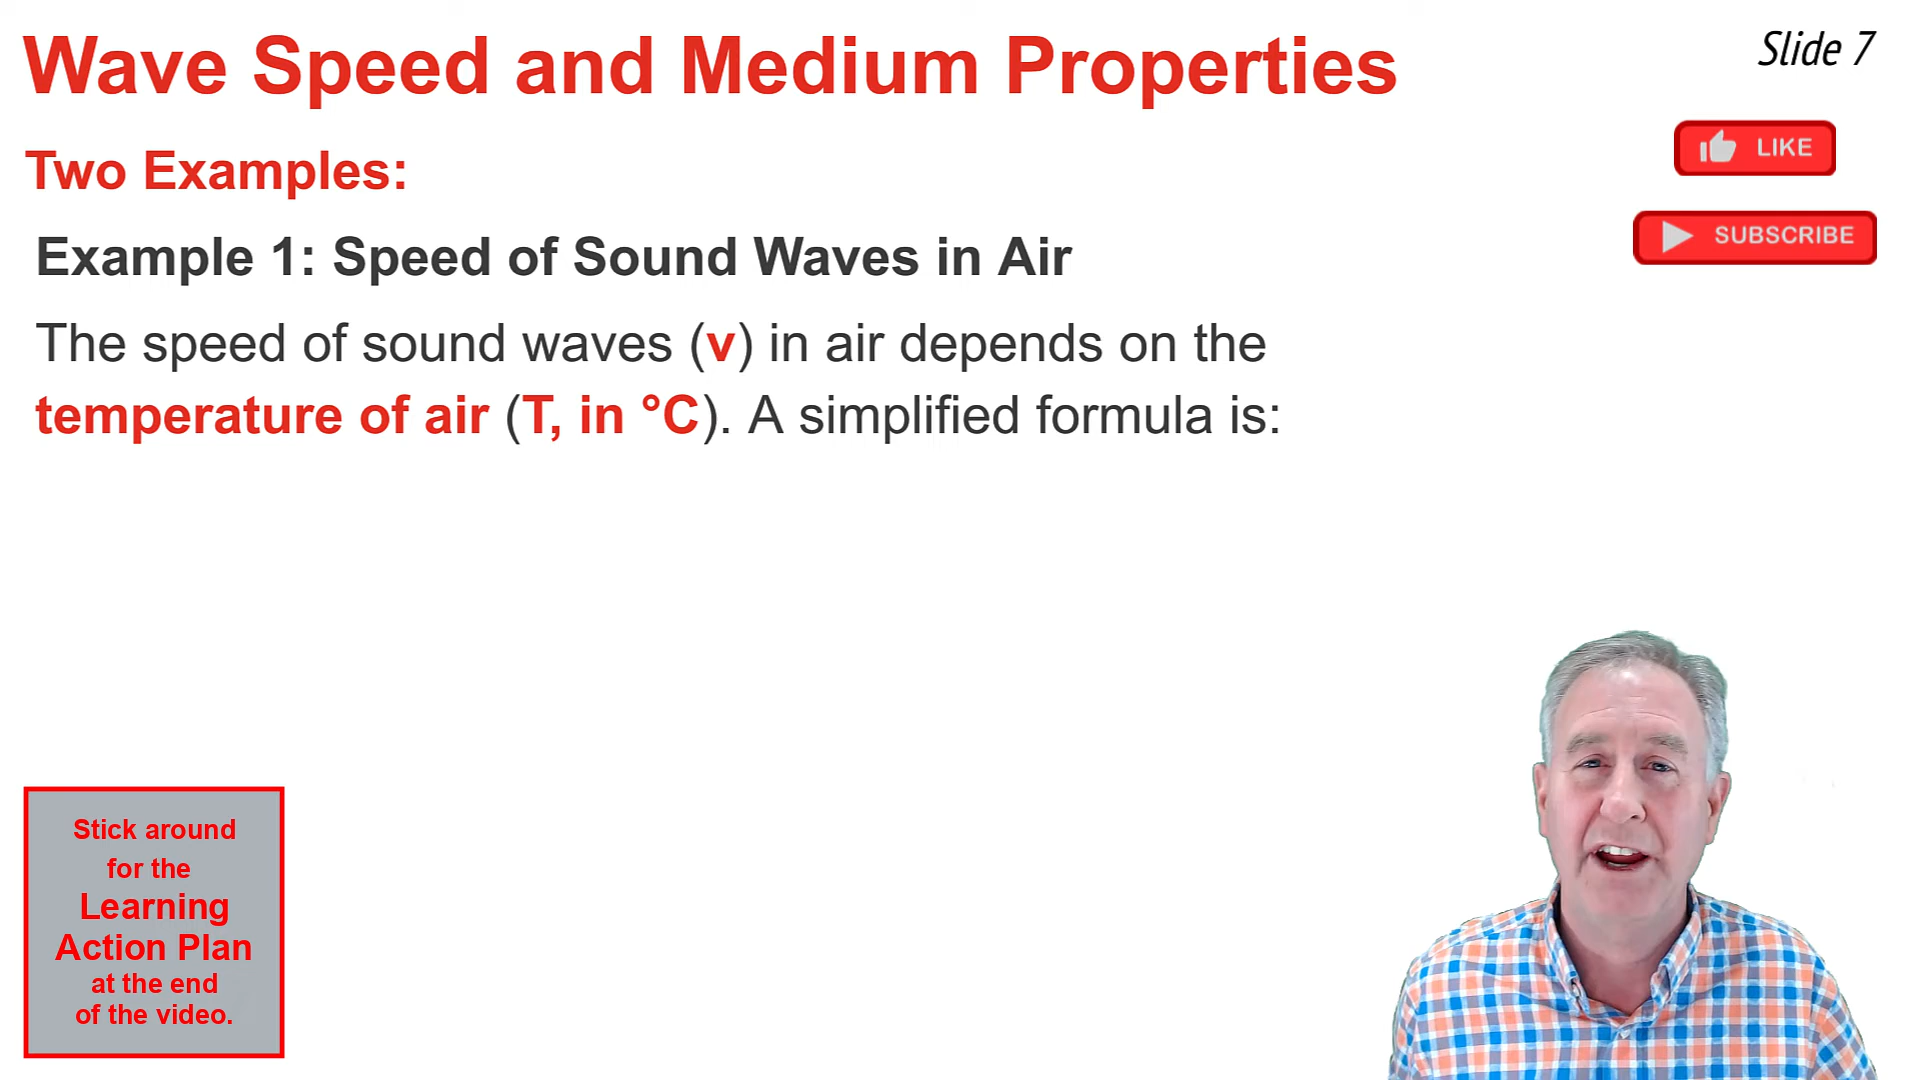 Wave Speed and Medium Properties
Slide 7
LIKE
SUBSCRIBE
Two Examples:
Example 1: Speed of Sound Waves in Air
The speed of sound waves (v) in air depends on the
temperature of air (T, in °C). A simplified formula is:
Stick around
for the
Learning
Action Plan
at the end
of the video.